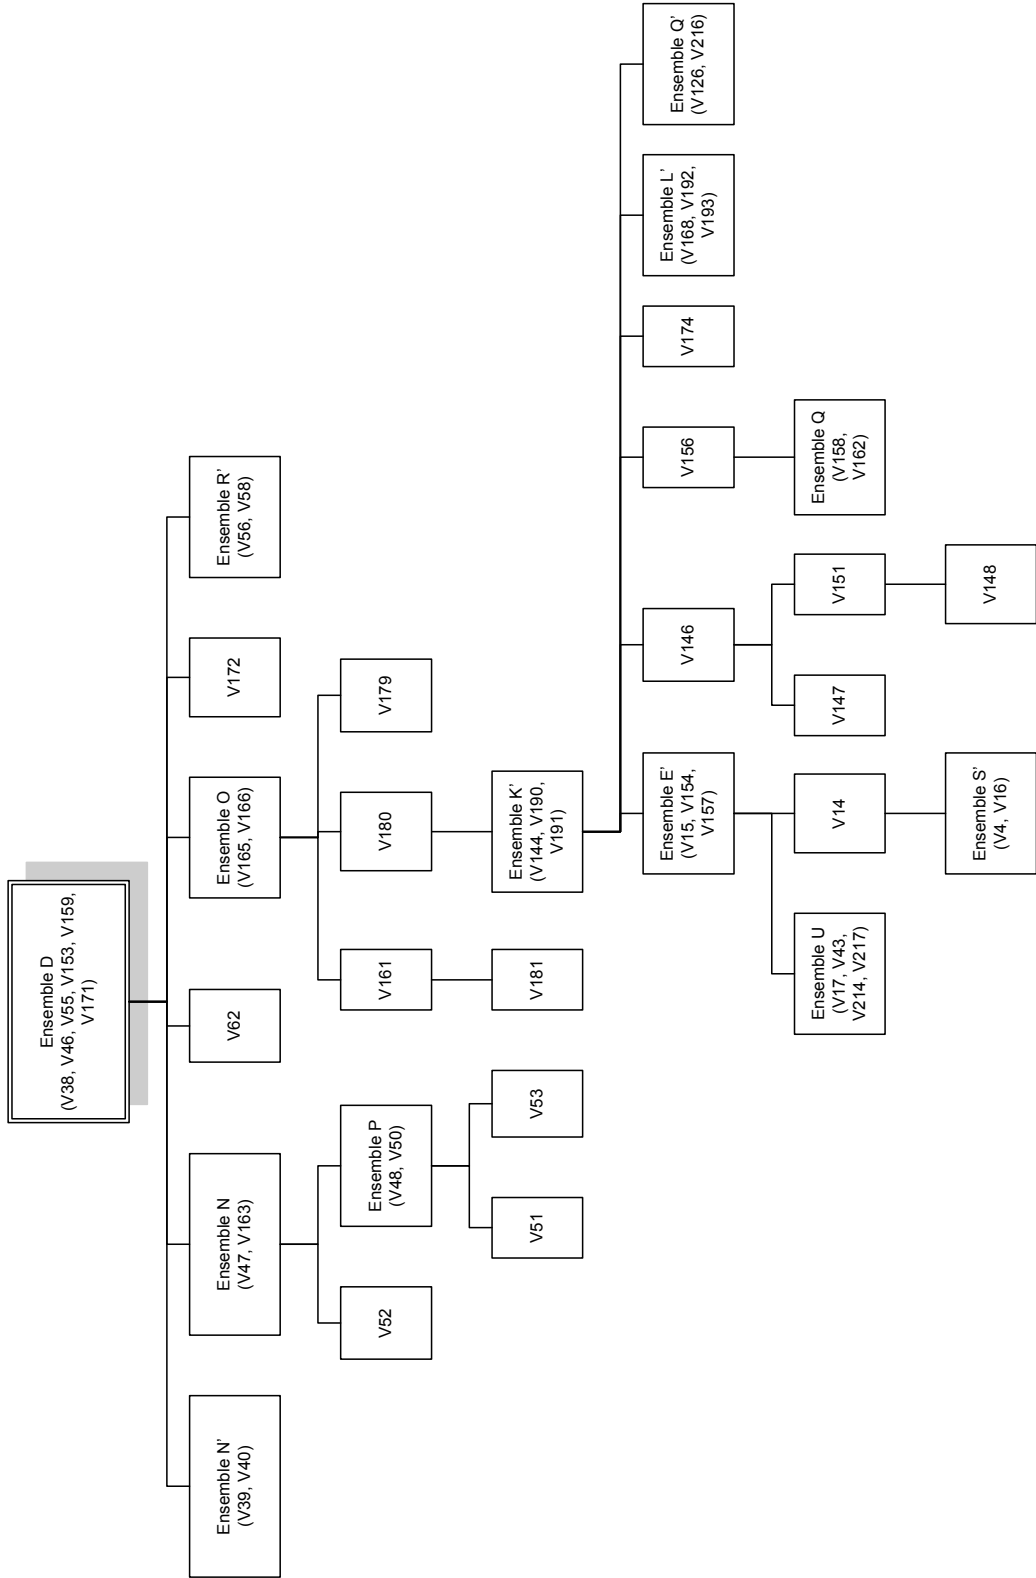 Ensemble D
(V38, V46, V55, V153, V159,
V171)
Ensemble N’
(V39, V40)
Ensemble N
(V47, V163)
V62
Ensemble O
(V165, V166)
V172
Ensemble R’
(V56, V58)
V52
Ensemble P
(V48, V50)
V161
V180
V179
V51
V53
V181
Ensemble K’
(V144, V190,
V191)
Ensemble E’
(V15, V154,
V157)
V146
V156
V174
Ensemble L’
(V168, V192,
V193)
Ensemble Q’
(V126, V216)
Ensemble U
(V17, V43,
V214, V217)
V14
V147
V151
Ensemble Q
(V158,
V162)
Ensemble S’
(V4, V16)
V148